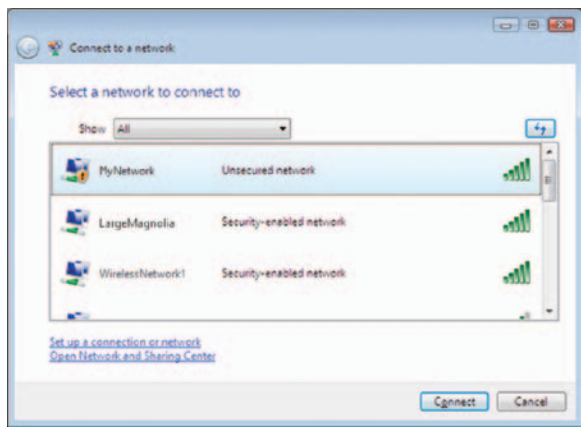 Connect to a network
Select a network to connect to
Show All
MyNetwork Unsecured network
LargeMagnolia Security-enabled network
WirelessNetwork1 Security-enabled network
Set up a connection or network
Open Network and Sharing Center
Connect Cancel